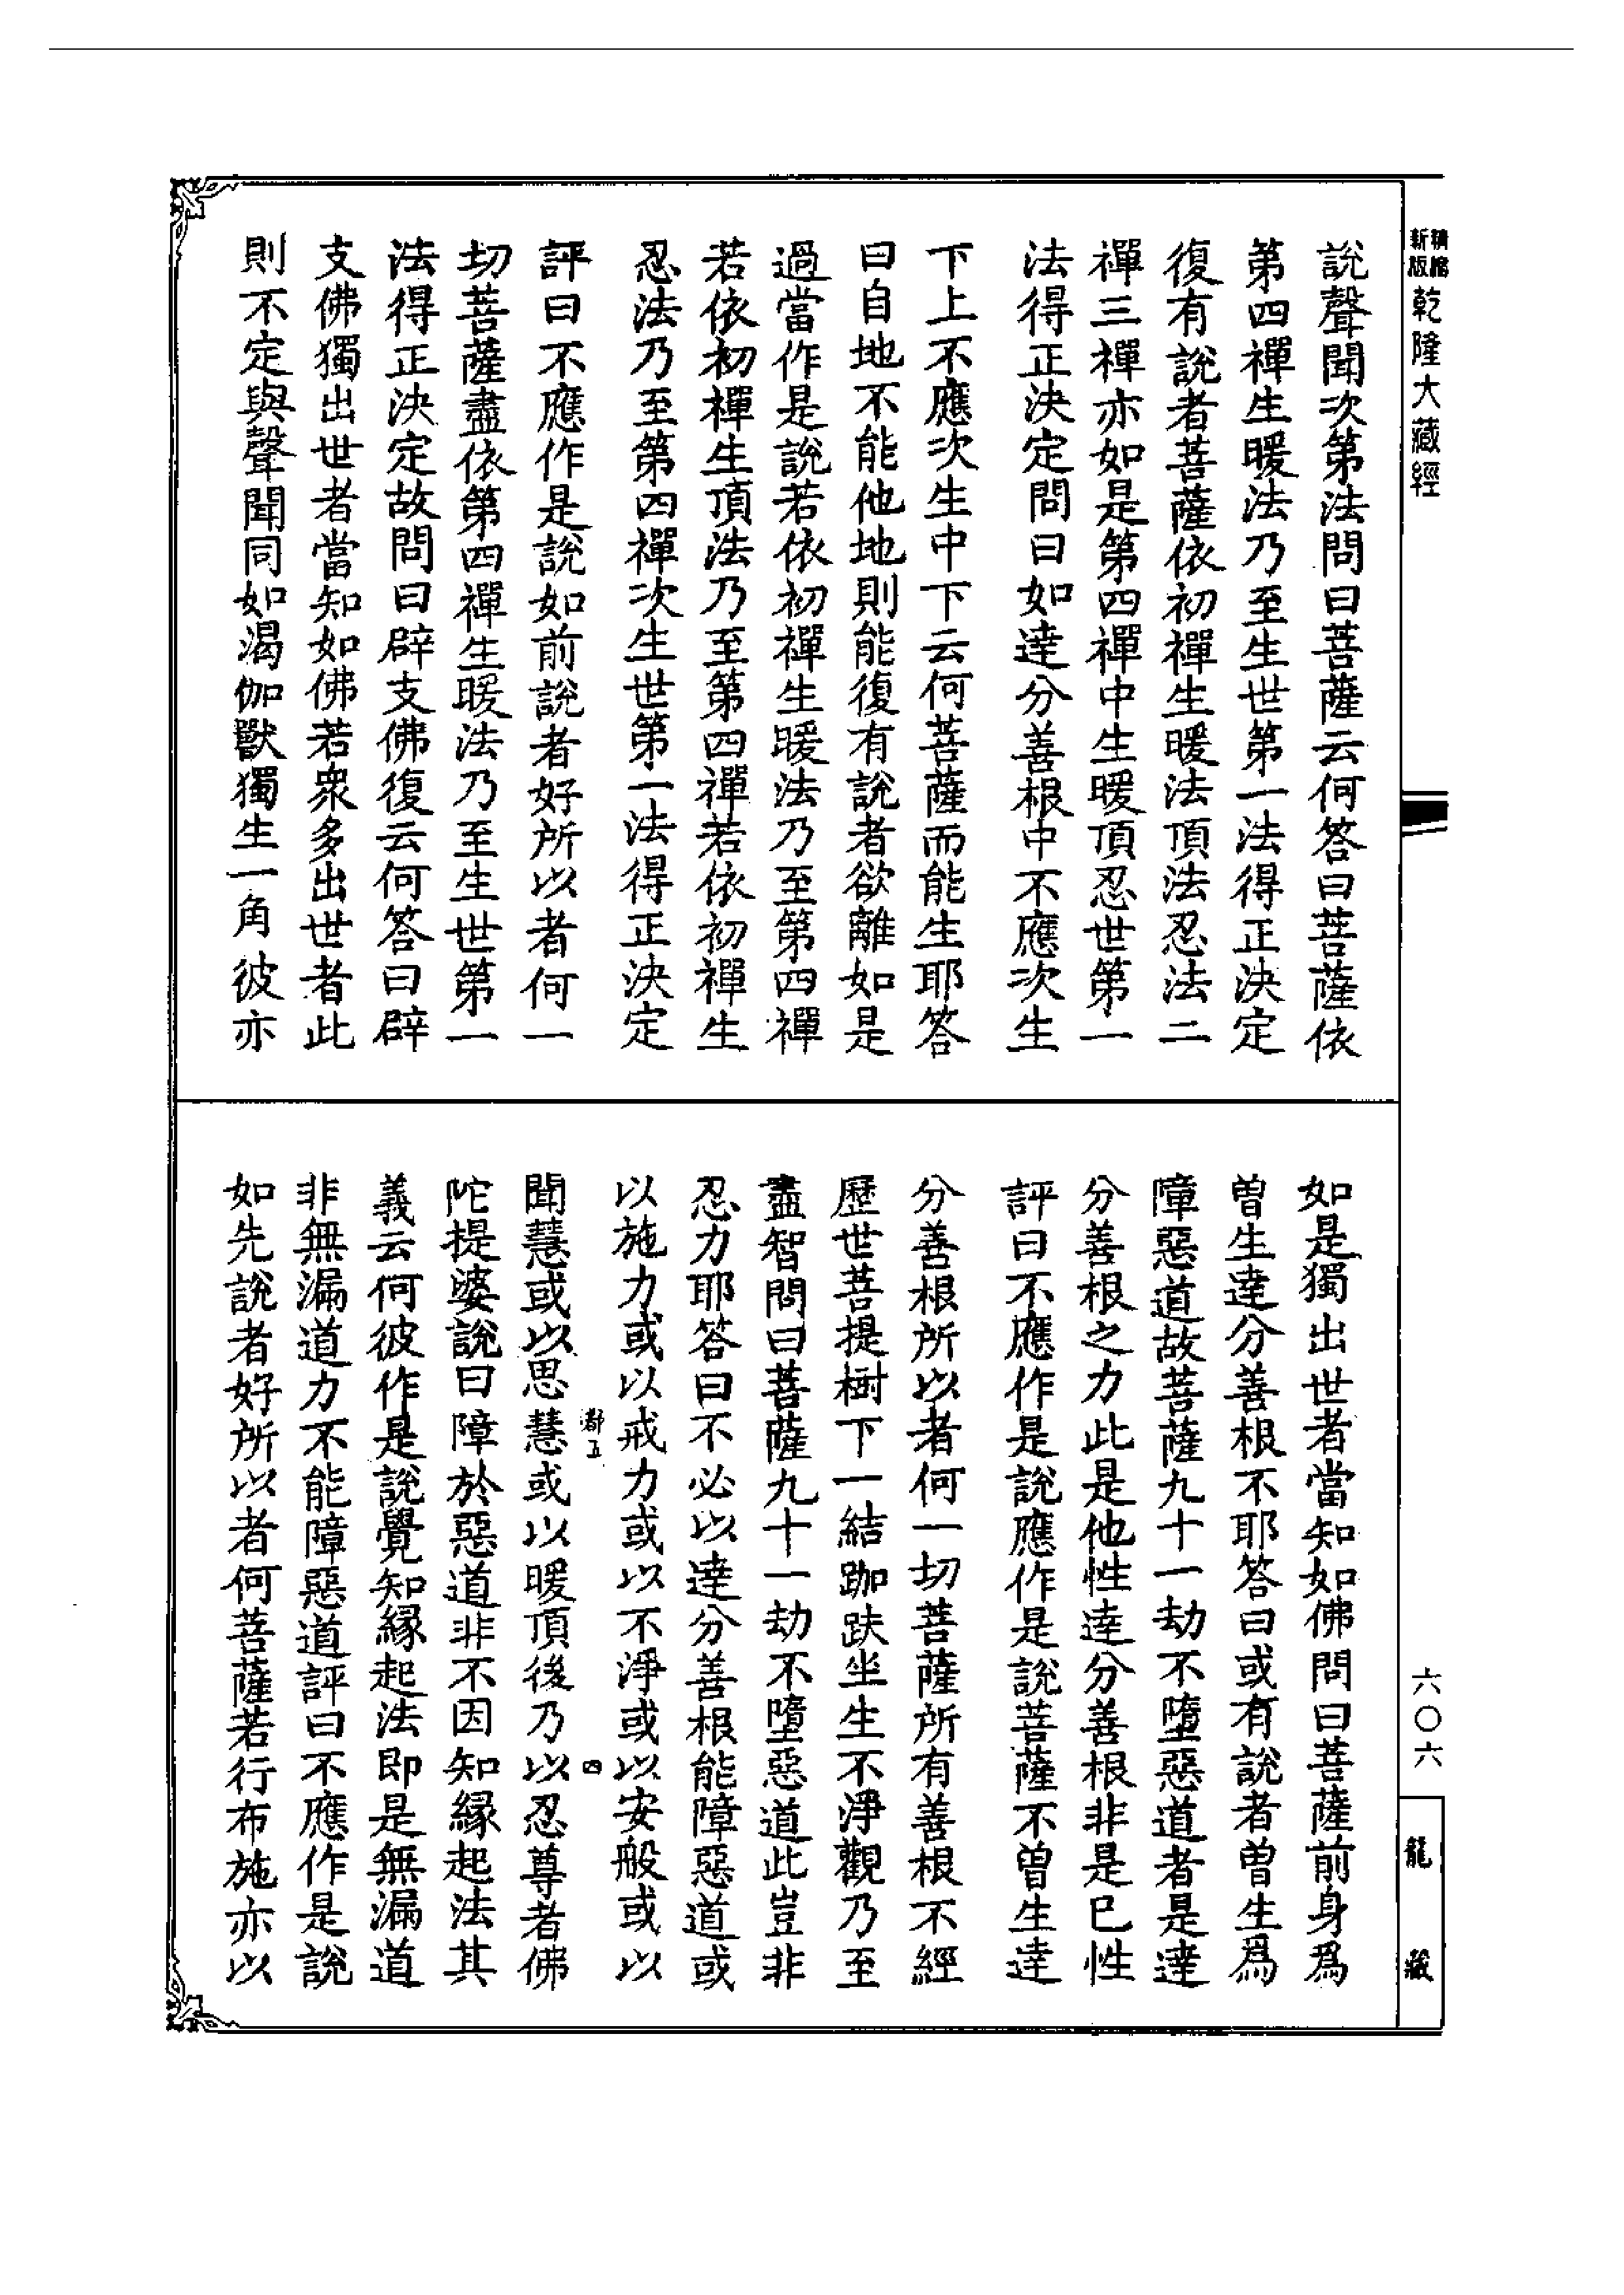 新版
精縮
乾隆大藏經
說聲聞次第法問曰菩薩云何答曰菩薩依
第四禪生暖法乃至生世第一法得正決定
復有說者菩薩依初禪生暖法頂法忍法二
禪三禪亦如是第四禪中生暖頂忍世第一
法得正決定問曰如達分善根中不應次生
下上不應次生中下云何菩薩而能生耶答
曰自地不能他地則能復有說者欲離如是
過當作是說若依初禪生暖法乃至第四禪
若依初禪生頂法乃至第四禪若依初禪生
忍法乃至第四禪次生世第一法得正決定
評曰不應作是說如前說者好所以者何一
切菩薩盡依第四禪生暖法乃至生世第一
法得正決定故問曰辟支佛復云何答曰辟
支佛獨出世者當知如佛若衆多出世者此
則不定與聲聞同如渴伽獸獨生一角彼亦
如是獨出世者當知如佛問曰菩薩前身爲
曾生達分善根不耶答曰或有說者曾生爲
障惡道故菩薩九十一劫不墮惡道者是達
分善根之力此是他性達分善根非是已性
評曰不應作是說應作是說菩薩不曾生達
分善根所以者何一切菩薩所有善根不經
歷世菩提樹下一結跏趺坐生不淨觀乃至
盡智問曰菩薩九十一劫不墮惡道此豈非
忍力耶答曰不必以達分善根能障惡道或
以施力或以戒力或以不淨或以安般或以
聞慧或以思慧或以暖頂後乃以忍尊者佛
陀提婆說曰障於惡道非不因知緣起法其
義云何彼作是說覺知緣起法即是無漏道
非無漏道力不能障惡道評曰不應作是說
如先說者好所以者何菩薩若行布施亦以
四
六〇六
龍藏